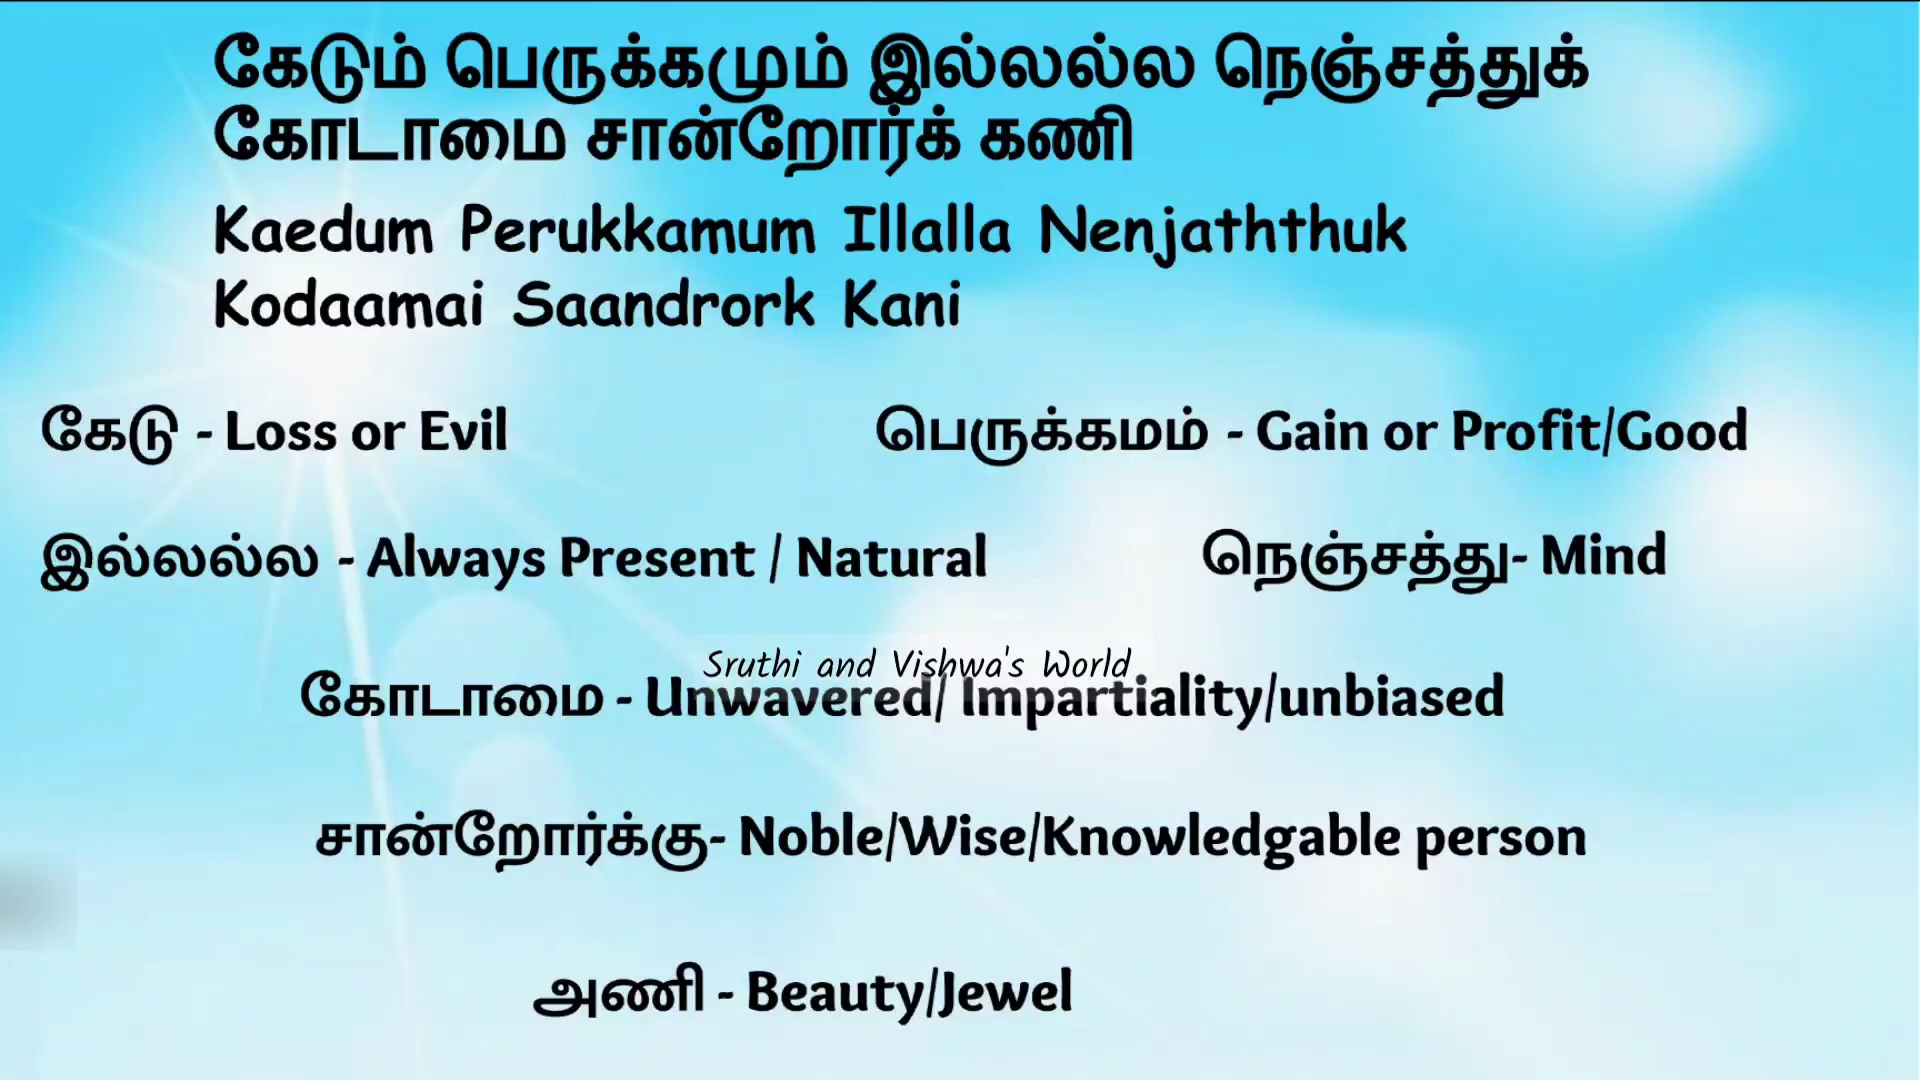 கேடும் பெருக்கமும் இல்லல்ல நெஞ்சத்துக்
கோடாமை சான்றோர்க் கணி
Kaedum Perukkamum Illalla Nenjaththuk
Kodaamai Saandrork Kani
கேடு - Loss or Evil
பெருக்கமம் - Gain or Profit/Good
இல்லல்ல - Always Present / Natural
நெஞ்சத்து- Mind
Sruthi and Vishwa's World
கோடாமை - Unwavered/ Impartiality/unbiased
சான்றோர்க்கு- Noble/Wise/Knowledgable person
அணி - Beauty/Jewel